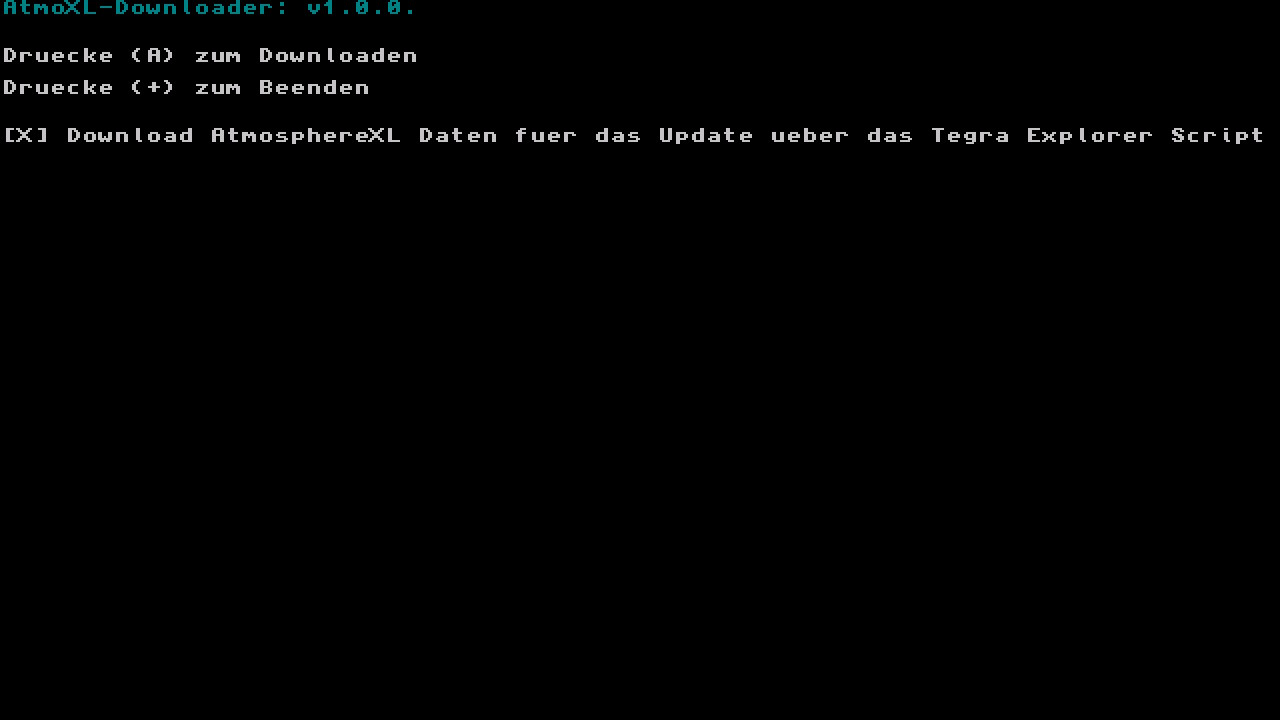 AtmoXL-Downloader: v1.0.0.
Druecke (A) zum Downloaden
Druecke (+) zum Beenden
[X] Download AtmosphereXL Daten fuer das Update ueber das Tegra Explorer Script